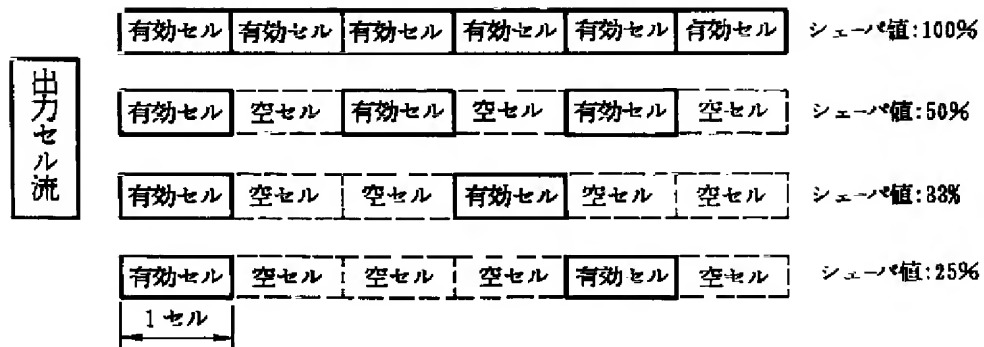 有効セル 有効セル 有効セル 有効セル 有効セル 有効セル シェーパ値:100%
出力セル流
有効セル 空セル 有効セル 空セル 有効セル 空セル シェーパ値:50%
有効セル 空セル 空セル 有効セル 空セル 空セル シェーパ値:33%
有効セル 空セル 空セル 空セル 有効セル 空セル シェーパ値:25%
1セル